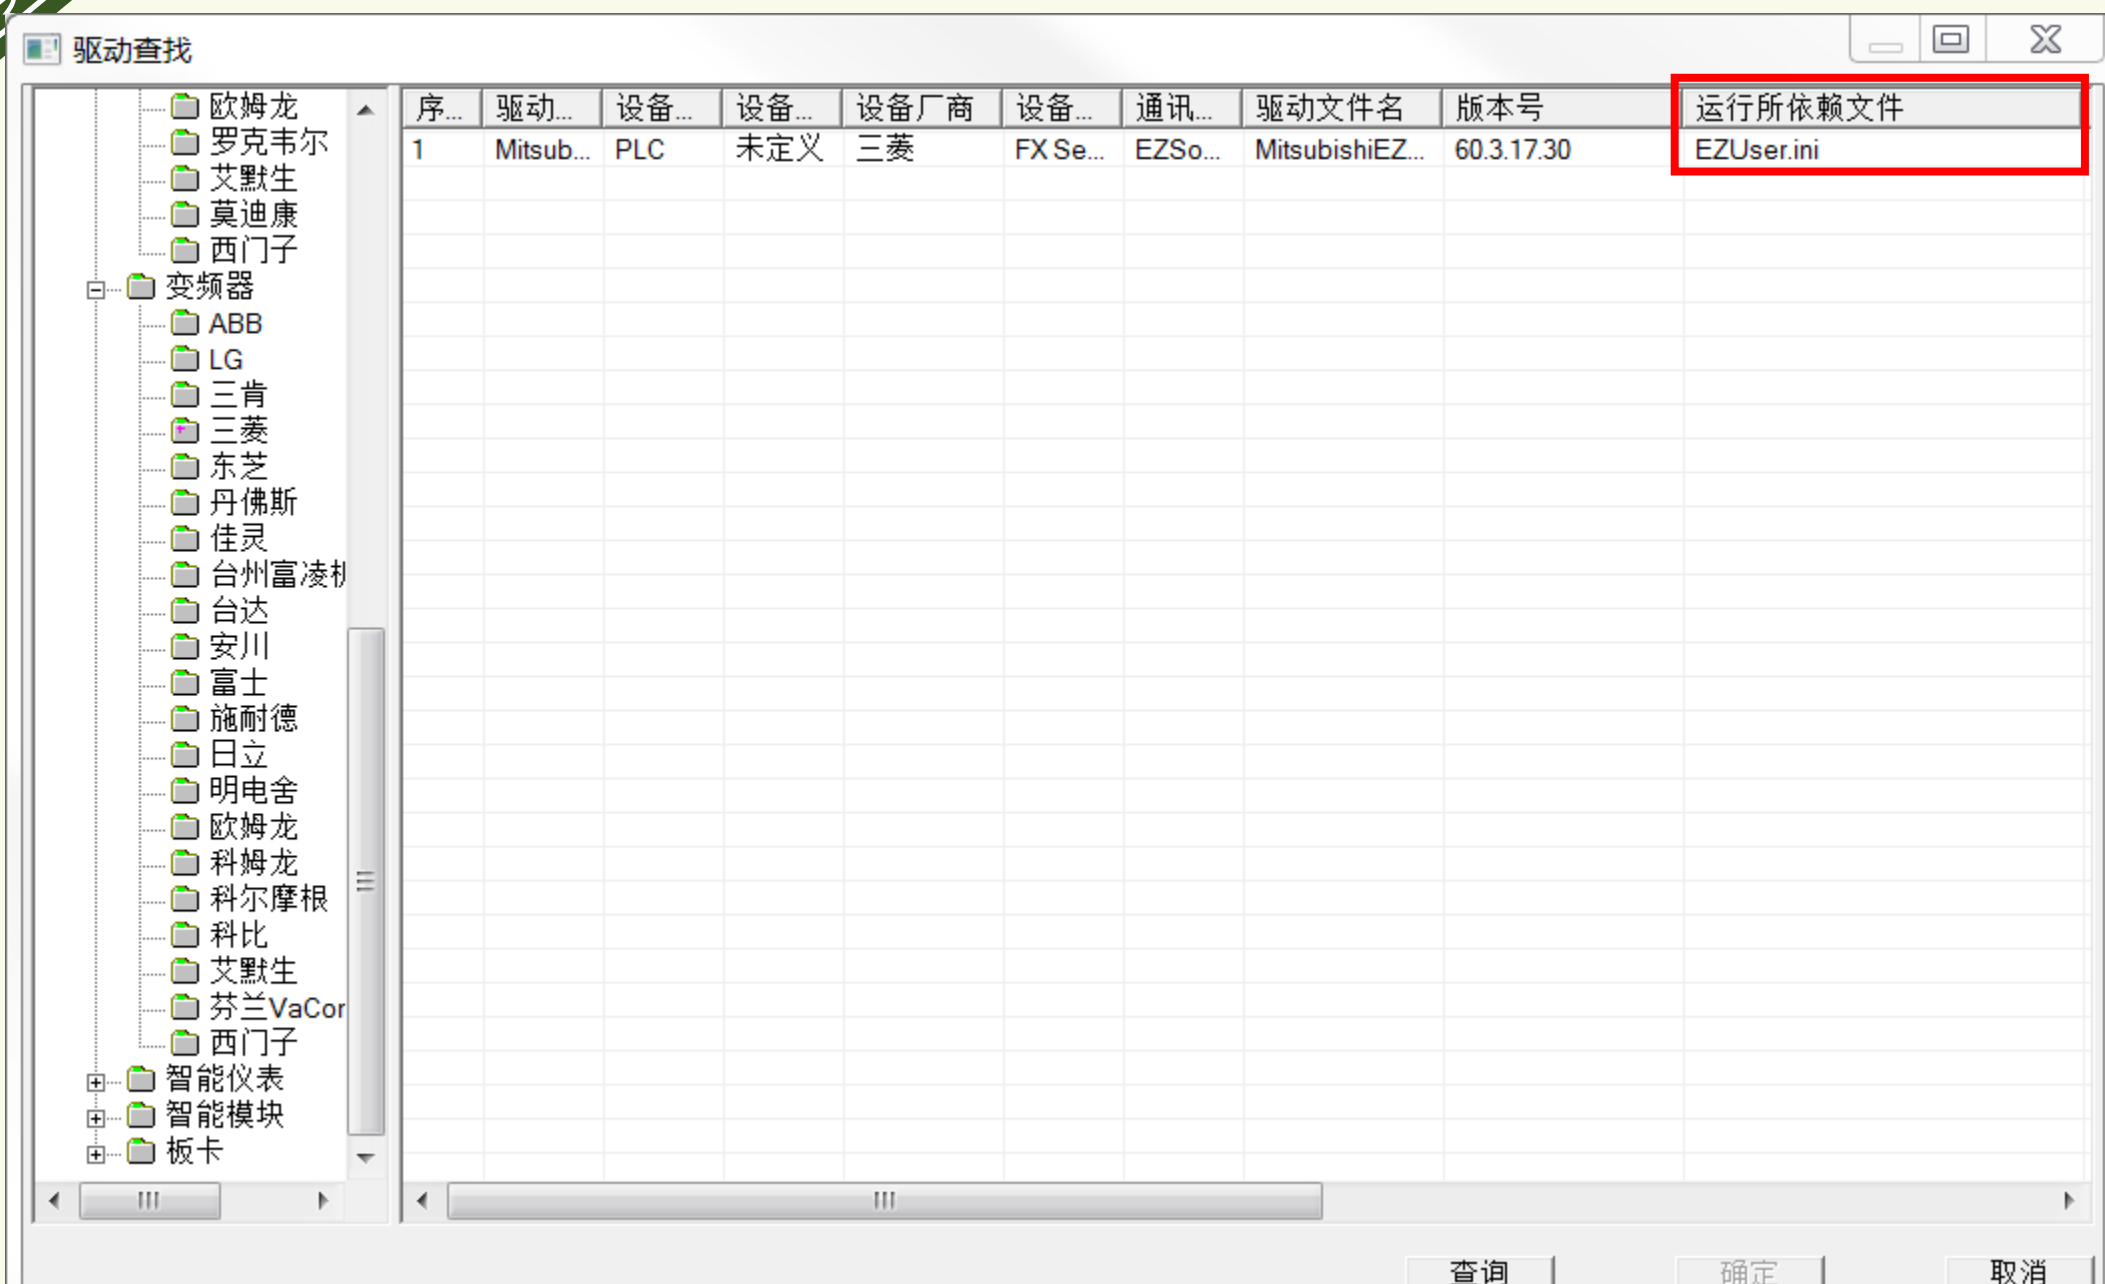 驱动查找
欧姆龙
罗克韦尔
艾默生
莫迪康
西门子
变频器
ABB
LG
三肯
三菱
东芝
丹佛斯
佳灵
台州富凌
台达
安川
富士
施耐德
日立
明电舍
欧姆龙
科姆龙
科尔摩根
科比
艾默生
芬兰VaCor
西门子
智能仪表
智能模块
板卡
序... 驱动... 设备... 设备... 设备厂商 设备... 通讯... 驱动文件名 版本号 运行所依赖文件
1 Mitsub... PLC 未定义 三菱 FX Se... EZSo... MitsubishiEZ... 60.3.17.30 EZUser.ini
查询 确定 取消